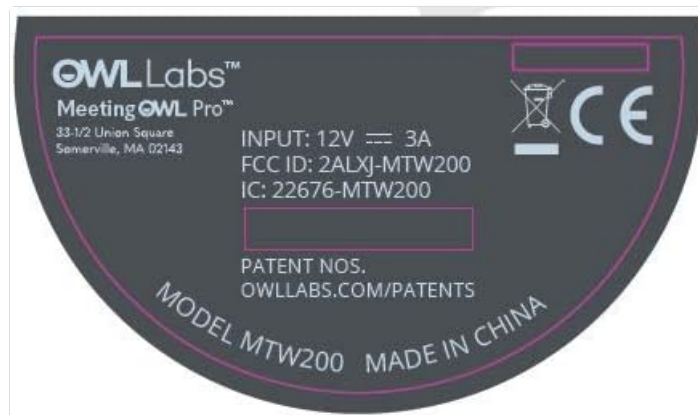 OWL Labs™
Meeting OWL Pro™
33-1/2 Union Square
Somerville, MA 02143
INPUT: 12V ⎓ 3A
FCC ID: 2ALXJ-MTW200
IC: 22676-MTW200
PATENT NOS.
OWLLABS.COM/PATENTS
MODEL MTW200 MADE IN CHINA
CE